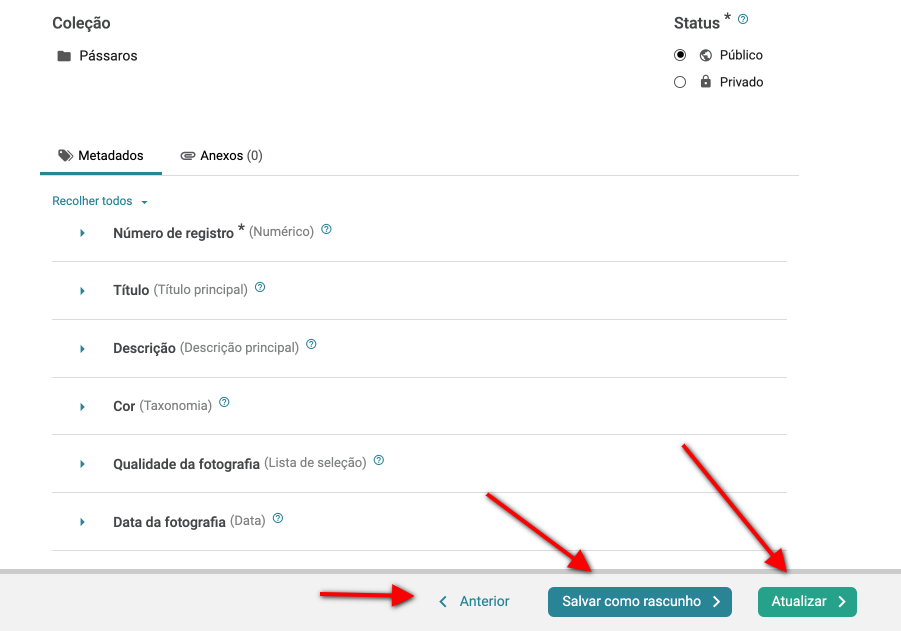 Coleção
Status *
Pássaros
Público
Privado
Metadados
Anexos (0)
Recolher todos
Número de registro * (Numérico)
Título (Título principal)
Descrição (Descrição principal)
Cor (Taxonomia)
Qualidade da fotografia (Lista de seleção)
Data da fotografia (Data)
Anterior
Salvar como rascunho
Atualizar